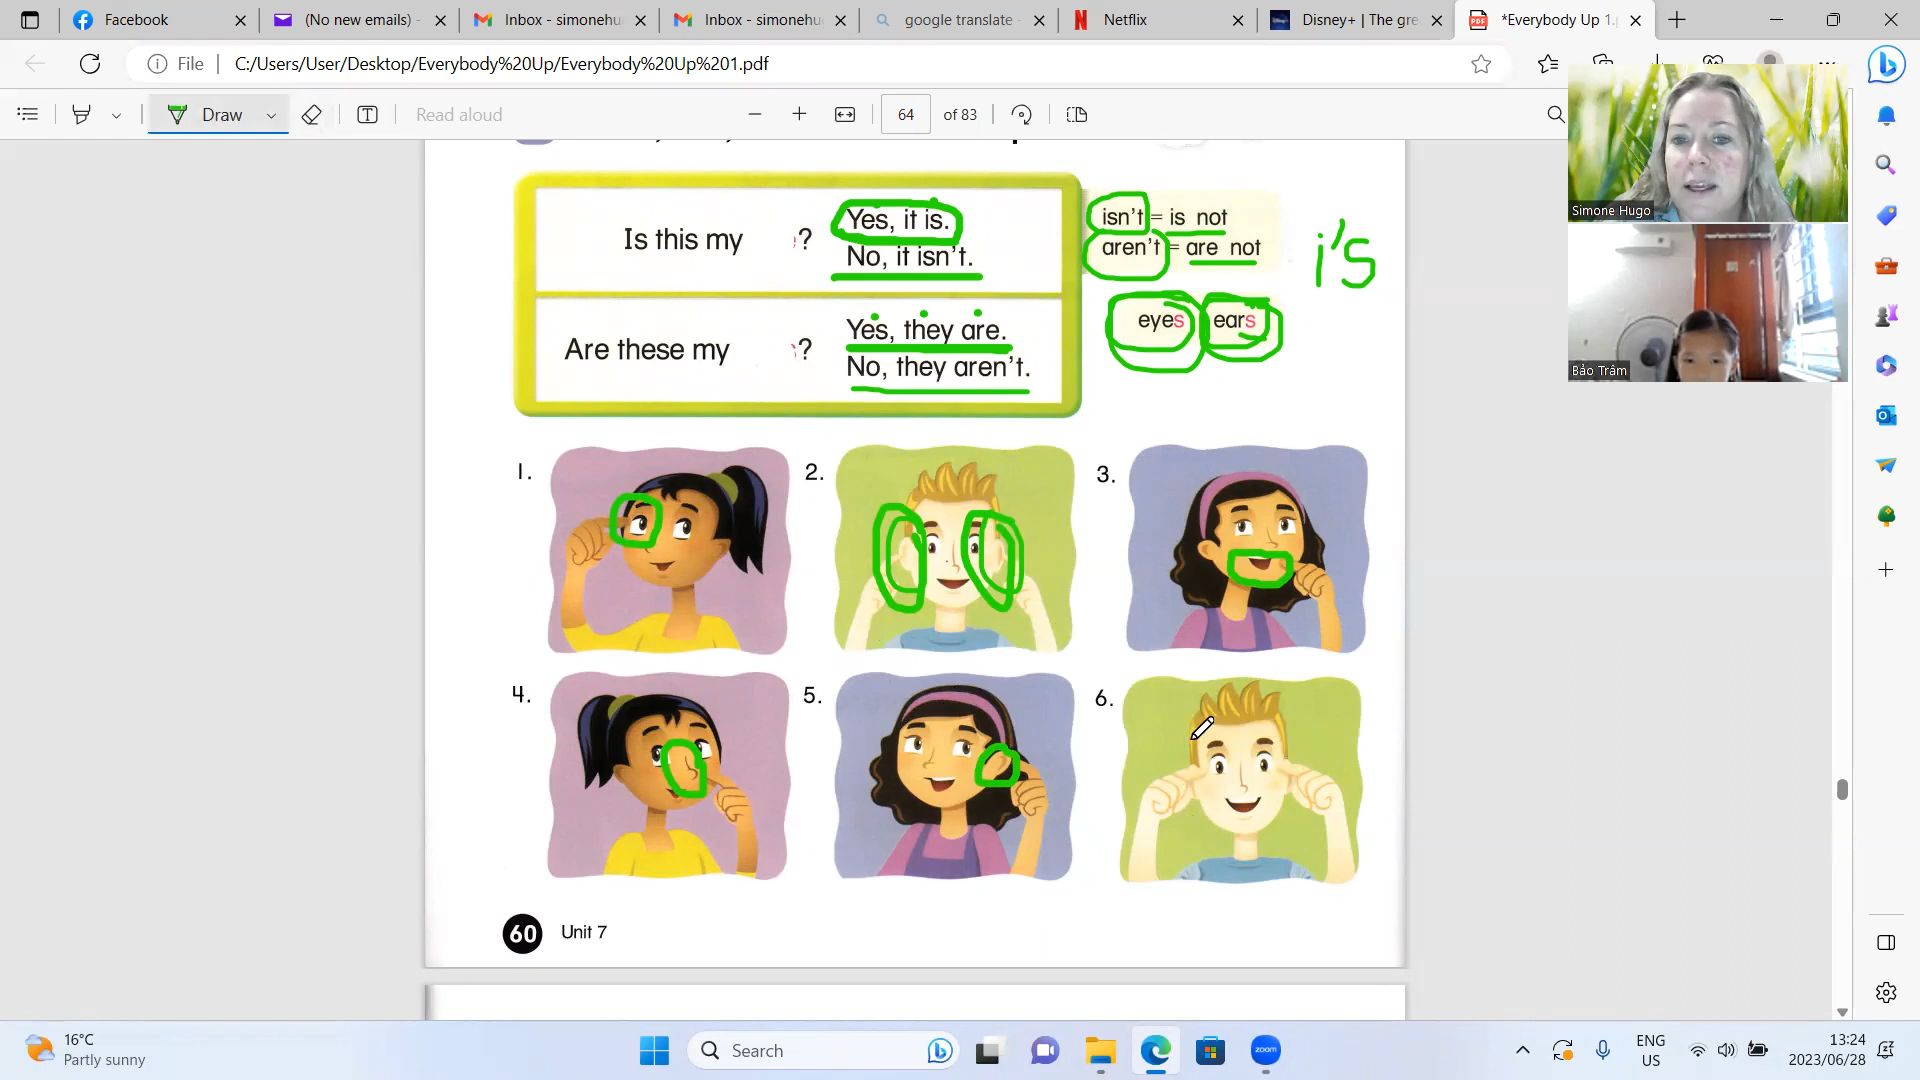 Facebook
(No new emails) -
Inbox - simonehu
Inbox - simonehu
google translate -
Netflix
Disney+ | The gre
*Everybody Up 1.p
File
C:/Users/User/Desktop/Everybody%20Up/Everybody%20Up%201.pdf
Draw
Read aloud
64
of 83
Is this my ?
Yes, it is.
No, it isn't.
Are these my ?
Yes, they are.
No, they aren't.
isn't = is not
aren't = are not
eyes
ears
i's
Simone Hugo
Bảo Trâm
1.
2.
3.
4.
5.
6.
60
Unit 7
16°C
Partly sunny
Search
zoom
ENG
US
13:24
2023/06/28